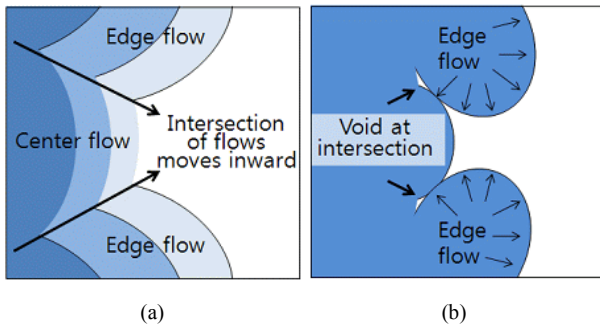 Edge flow
Center flow
Intersection
of flows
moves inward
Edge flow
(a)
Edge
flow
Void at
intersection
Edge
flow
(b)